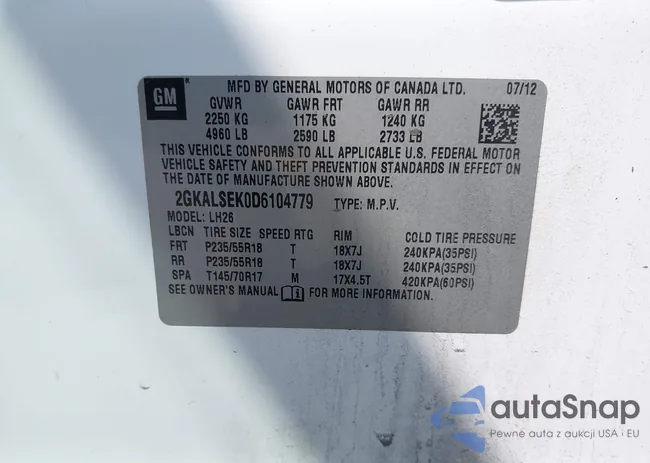 GM
MFD BY GENERAL MOTORS OF CANADA LTD. 07/12
GVWR GAWR FRT GAWR RR
2250 KG 1175 KG 1240 KG
4960 LB 2590 LB 2733 LB
THIS VEHICLE CONFORMS TO ALL APPLICABLE U.S. FEDERAL MOTOR
VEHICLE SAFETY AND THEFT PREVENTION STANDARDS IN EFFECT ON
THE DATE OF MANUFACTURE SHOWN ABOVE.
2GKALSEK0D6104779 TYPE: M.P.V.
MODEL: LH26
LBCN TIRE SIZE SPEED RTG RIM COLD TIRE PRESSURE
FRT P235/55R18 T 18X7J 240KPA(35PSI)
RR P235/55R18 T 18X7J 240KPA(35PSI)
SPA T145/70R17 M 17X4.5T 420KPA(60PSI)
SEE OWNER'S MANUAL FOR MORE INFORMATION.
autoSnap
Pewne auta z aukcji USA i EU